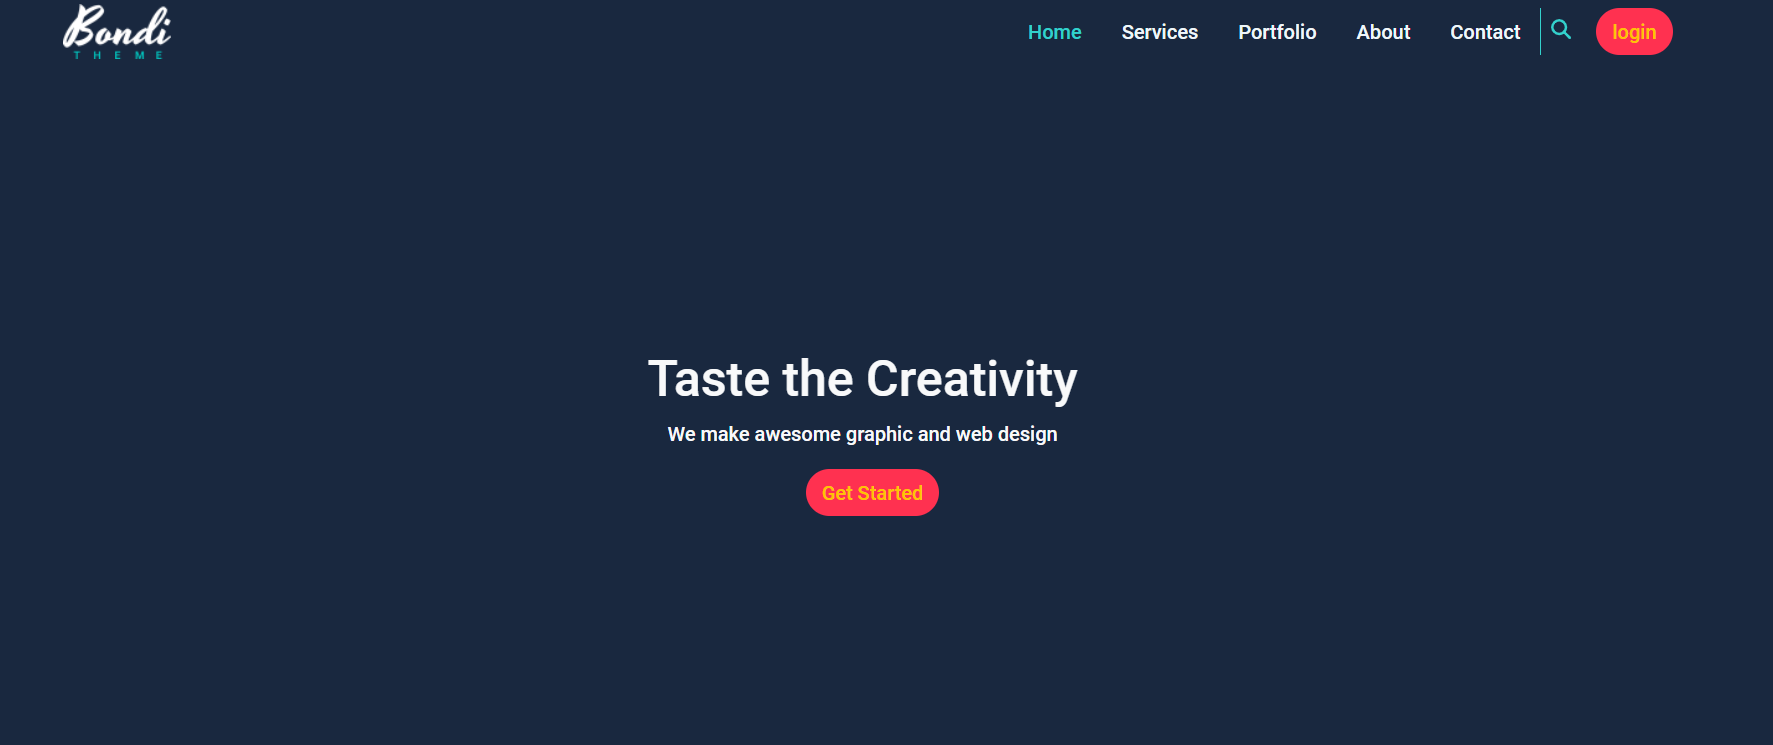 Bondi
THEME
Home Services Portfolio About Contact login
Taste the Creativity
We make awesome graphic and web design
Get Started